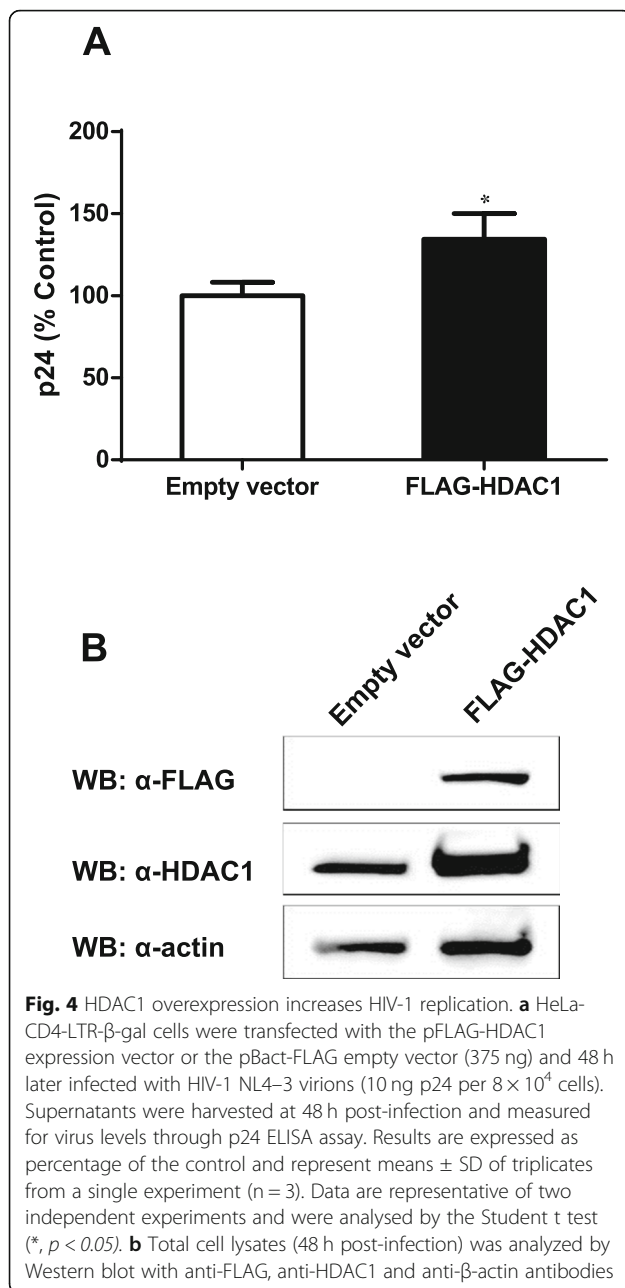 A
200
150
100
50
0
p24 (% Control)
*
Empty vector
FLAG-HDAC1
B
Empty vector
FLAG-HDAC1
WB: α-FLAG
WB: α-HDAC1
WB: α-actin
Fig. 4 HDAC1 overexpression increases HIV-1 replication. a HeLa-
CD4-LTR-β-gal cells were transfected with the pFLAG-HDAC1
expression vector or the pBact-FLAG empty vector (375 ng) and 48 h
later infected with HIV-1 NL4–3 virions (10 ng p24 per 8 × 10⁴ cells).
Supernatants were harvested at 48 h post-infection and measured
for virus levels through p24 ELISA assay. Results are expressed as
percentage of the control and represent means ± SD of triplicates
from a single experiment (n = 3). Data are representative of two
independent experiments and were analysed by the Student t test
(*, p < 0.05). b Total cell lysates (48 h post-infection) was analyzed by
Western blot with anti-FLAG, anti-HDAC1 and anti-β-actin antibodies